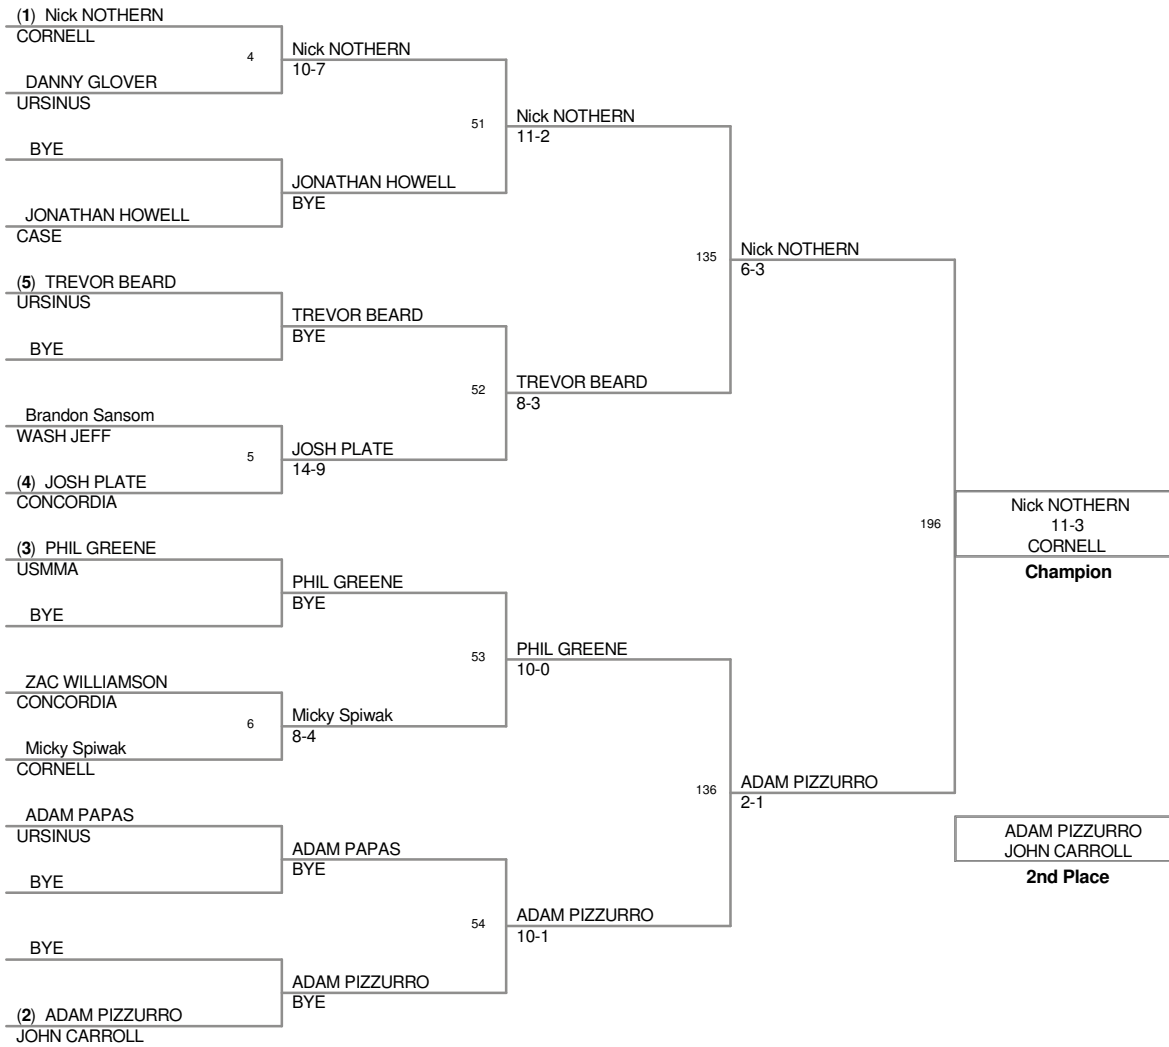 (1) Nick NOTHERN
CORNELL
DANNY GLOVER
URSINUS
BYE
JONATHAN HOWELL
CASE
(5) TREVOR BEARD
URSINUS
BYE
Brandon Sansom
WASH JEFF
(4) JOSH PLATE
CONCORDIA
(3) PHIL GREENE
USMMA
BYE
ZAC WILLIAMSON
CONCORDIA
Micky Spiwak
CORNELL
ADAM PAPAS
URSINUS
BYE
BYE
(2) ADAM PIZZURRO
JOHN CARROLL
4
Nick NOTHERN
10-7
JONATHAN HOWELL
BYE
TREVOR BEARD
BYE
5
JOSH PLATE
14-9
PHIL GREENE
BYE
6
Micky Spiwak
8-4
ADAM PAPAS
BYE
ADAM PIZZURRO
BYE
51
Nick NOTHERN
11-2
52
TREVOR BEARD
8-3
53
PHIL GREENE
10-0
54
ADAM PIZZURRO
10-1
135
Nick NOTHERN
6-3
136
ADAM PIZZURRO
2-1
196
Nick NOTHERN
11-3
CORNELL
Champion
ADAM PIZZURRO
JOHN CARROLL
2nd Place